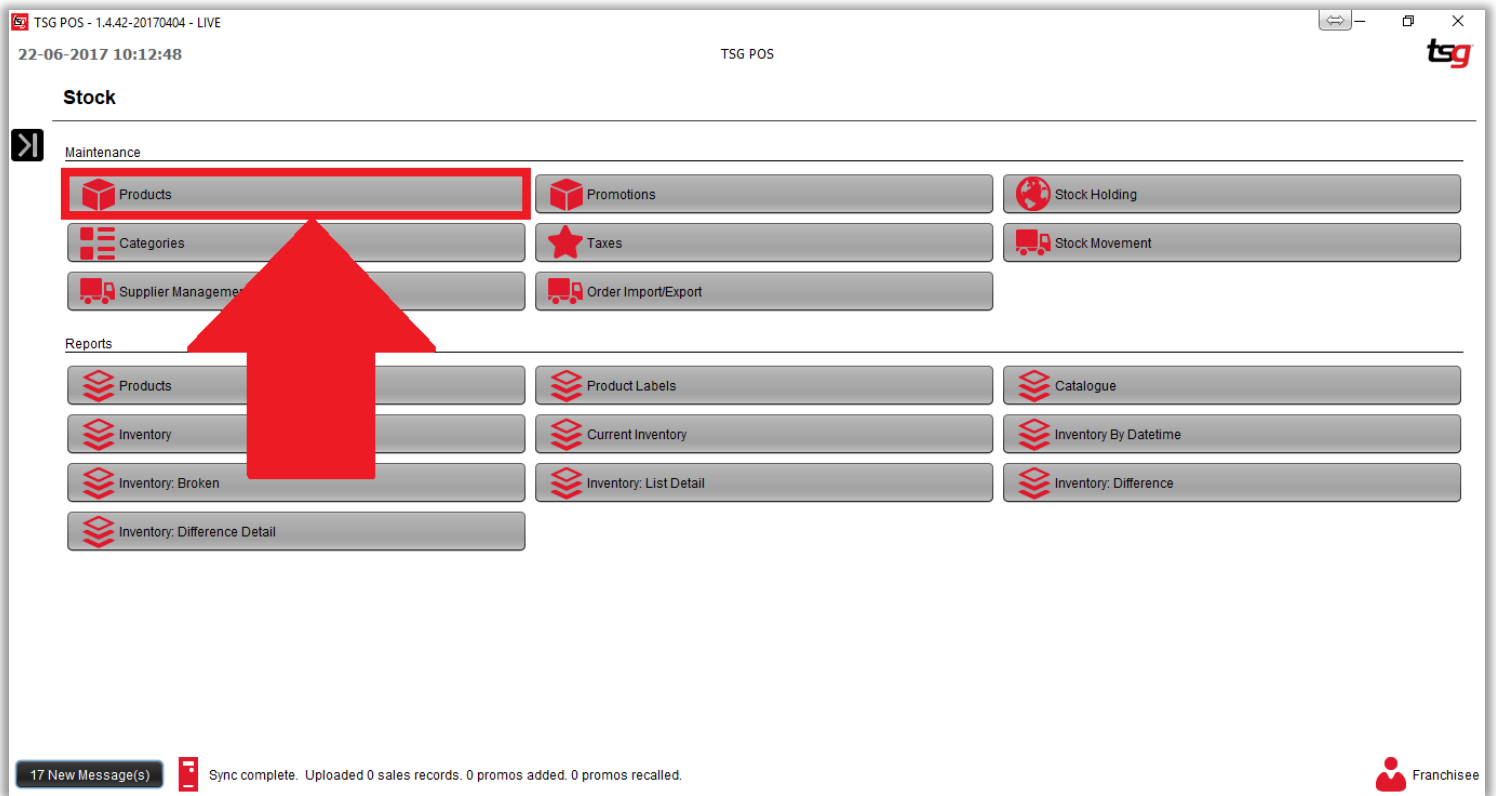 TSG POS - 1.4.42-20170404 - LIVE
22-06-2017 10:12:48
TSG POS
tsg
Stock
Maintenance
Products
Promotions
Stock Holding
Categories
Taxes
Stock Movement
Supplier Managemen
Order Import/Export
Reports
Products
Product Labels
Catalogue
Inventory
Current Inventory
Inventory By Datetime
Inventory: Broken
Inventory: List Detail
Inventory: Difference
Inventory: Difference Detail
17 New Message(s)
Sync complete. Uploaded 0 sales records. 0 promos added. 0 promos recalled.
Franchisee